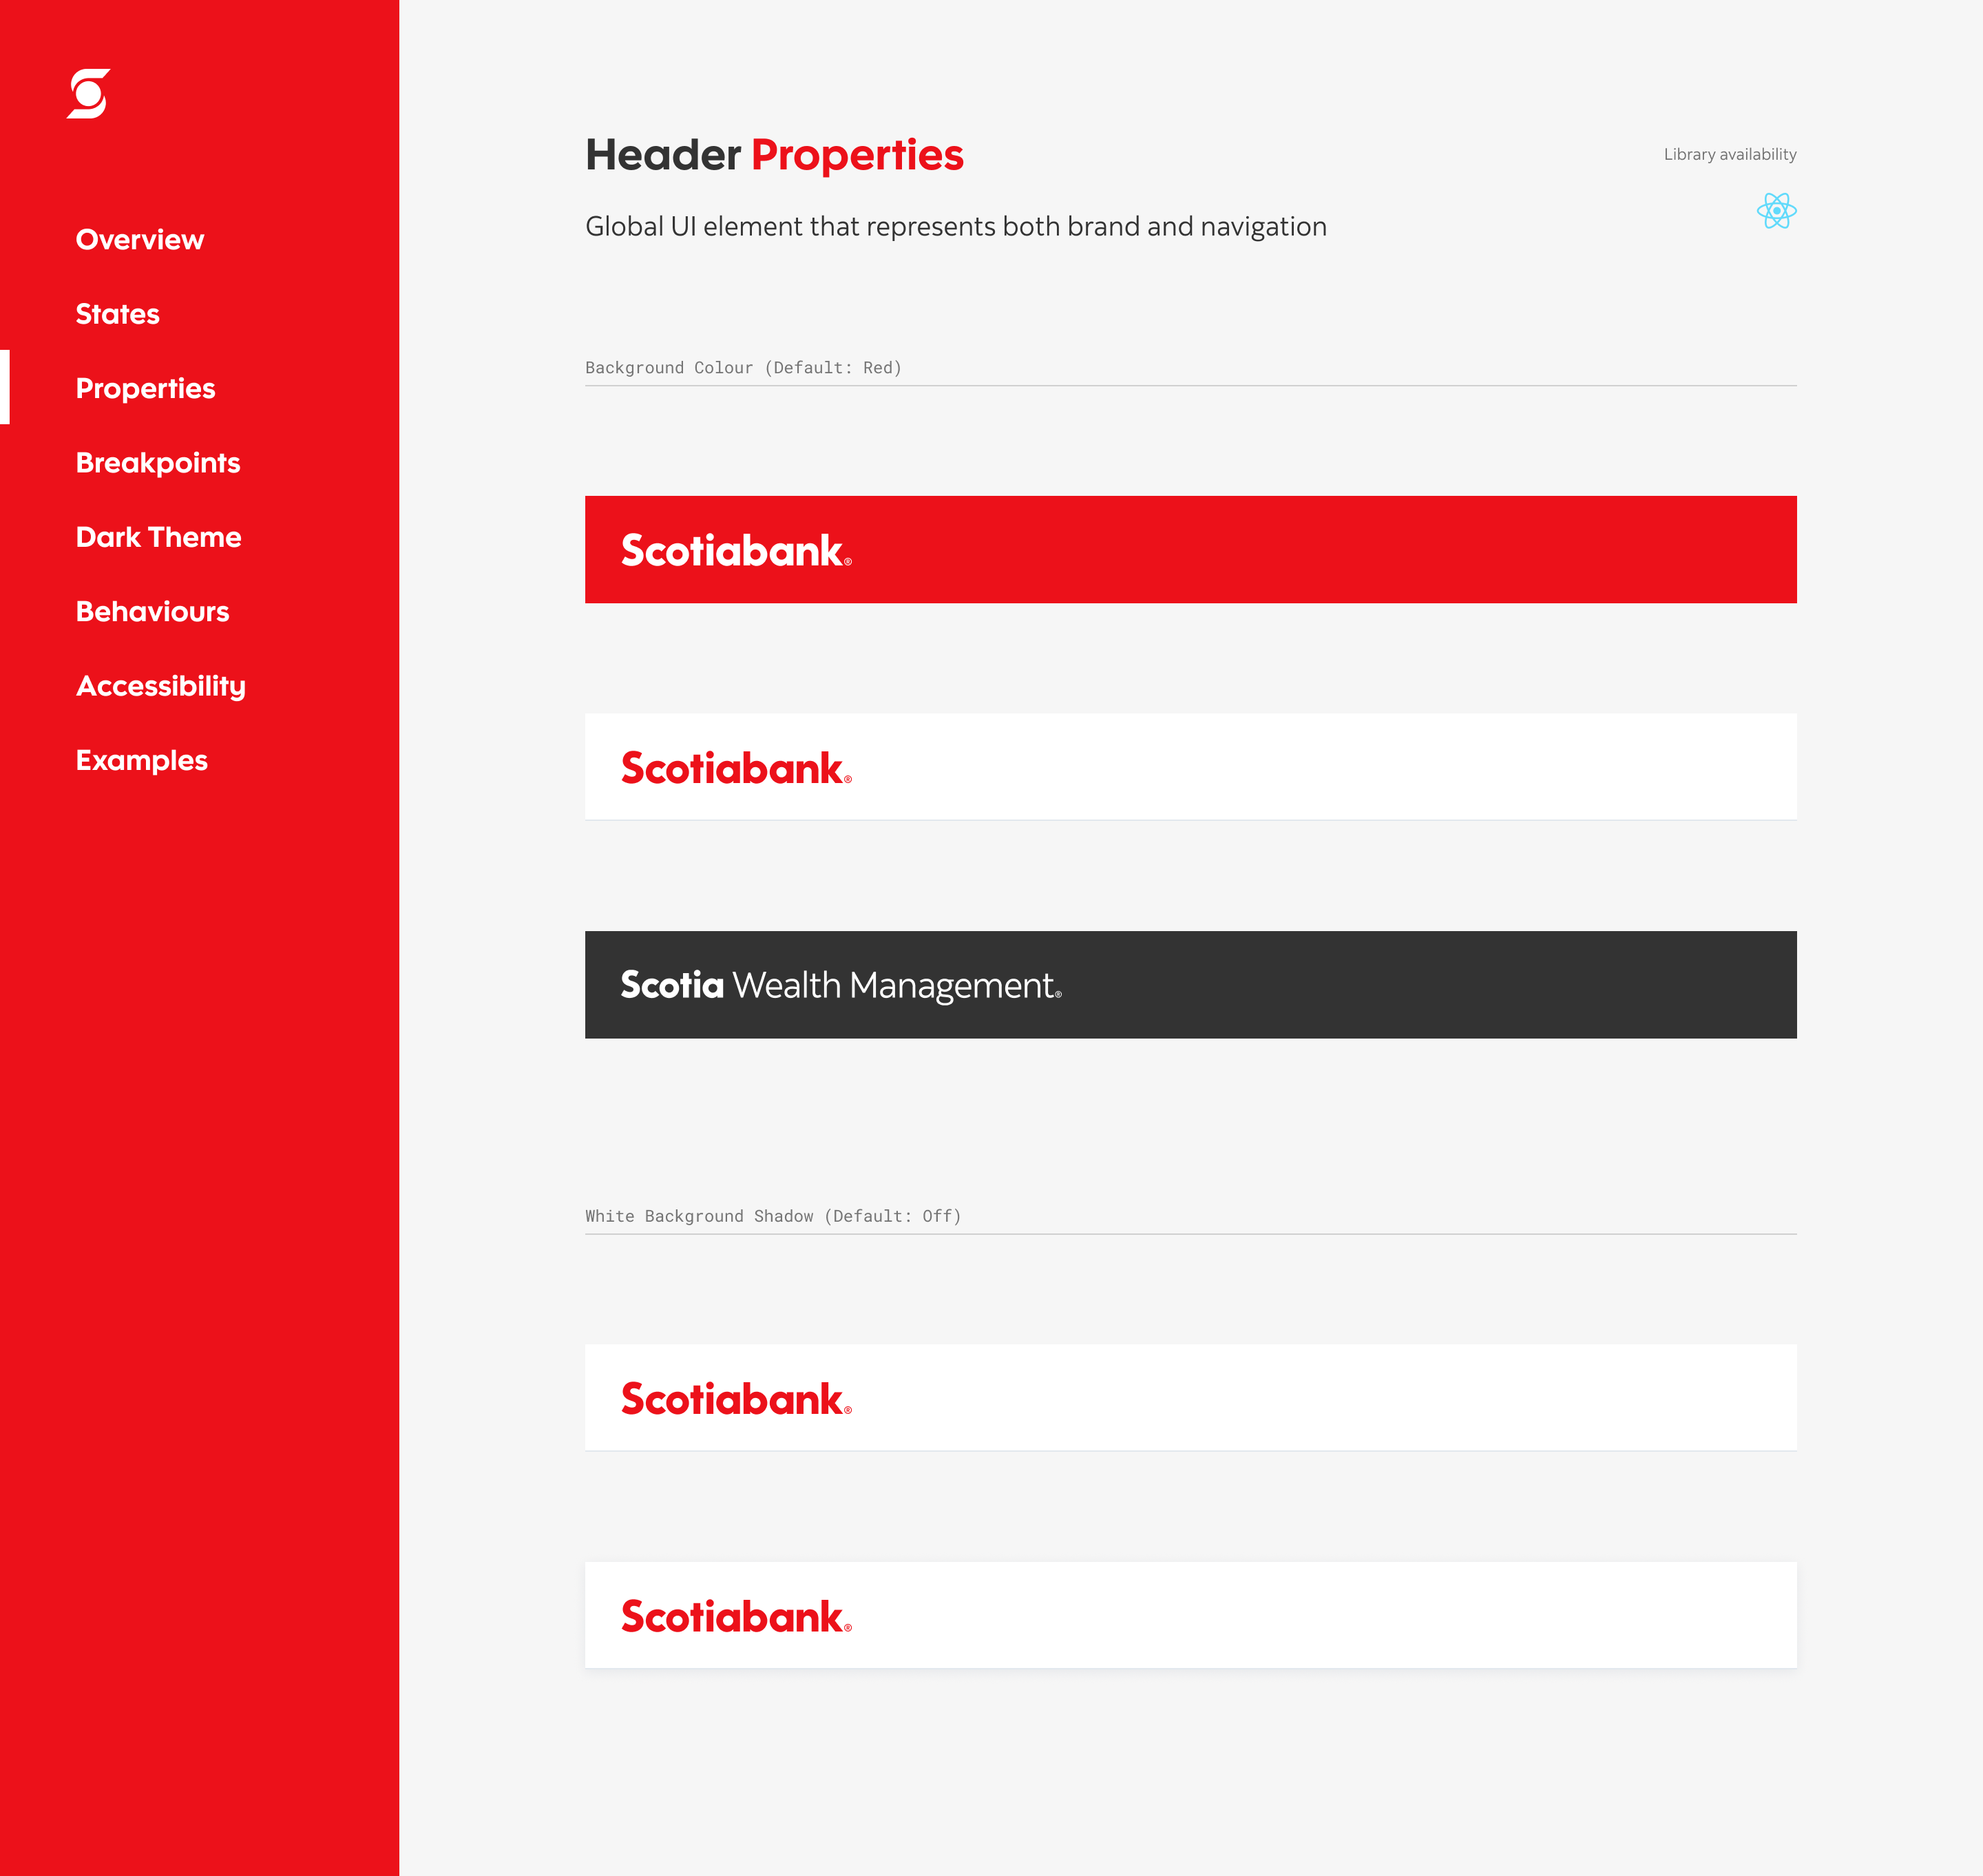 Overview
States
Properties
Breakpoints
Dark Theme
Behaviours
Accessibility
Examples
Header Properties
Library availability
Global UI element that represents both brand and navigation
Background Colour (Default: Red)
Scotiabank®
Scotiabank®
Scotia Wealth Management®
White Background Shadow (Default: Off)
Scotiabank®
Scotiabank®